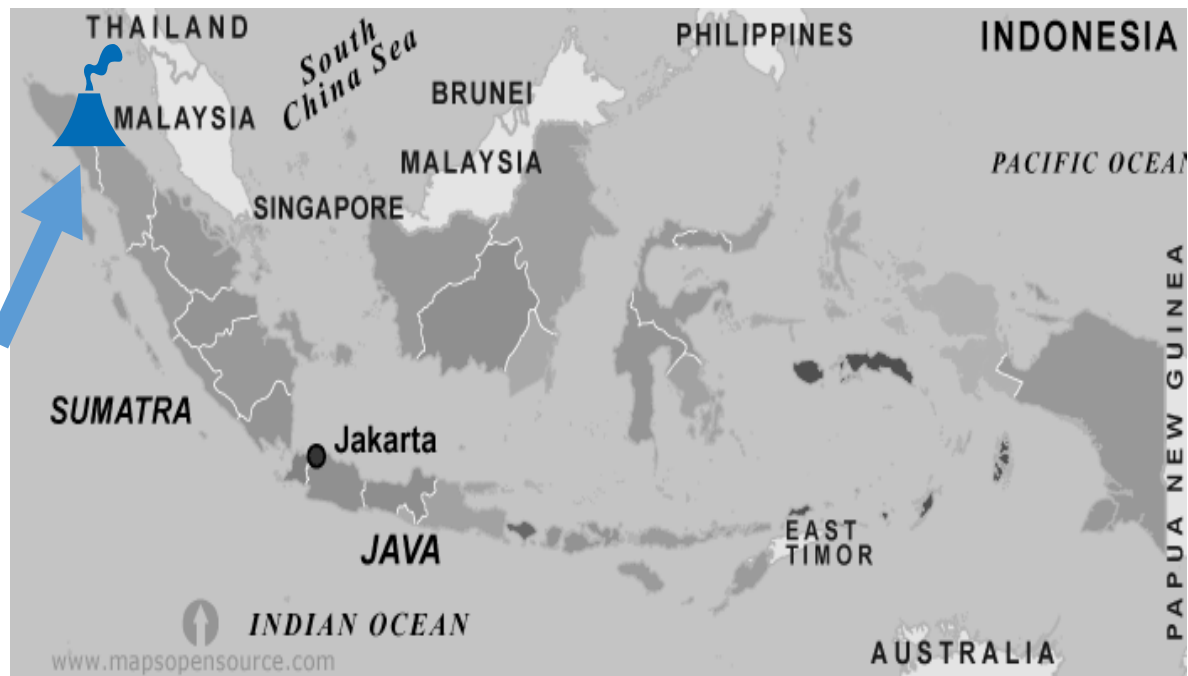 THAILAND
South
China Sea
PHILIPPINES
INDONESIA
BRUNEI
MALAYSIA
MALAYSIA
PACIFIC OCEAN
SINGAPORE
PAPUA NEW GUINEA
SUMATRA
Jakarta
JAVA
EAST
TIMOR
INDIAN OCEAN
AUSTRALIA
www.mapsopensource.com